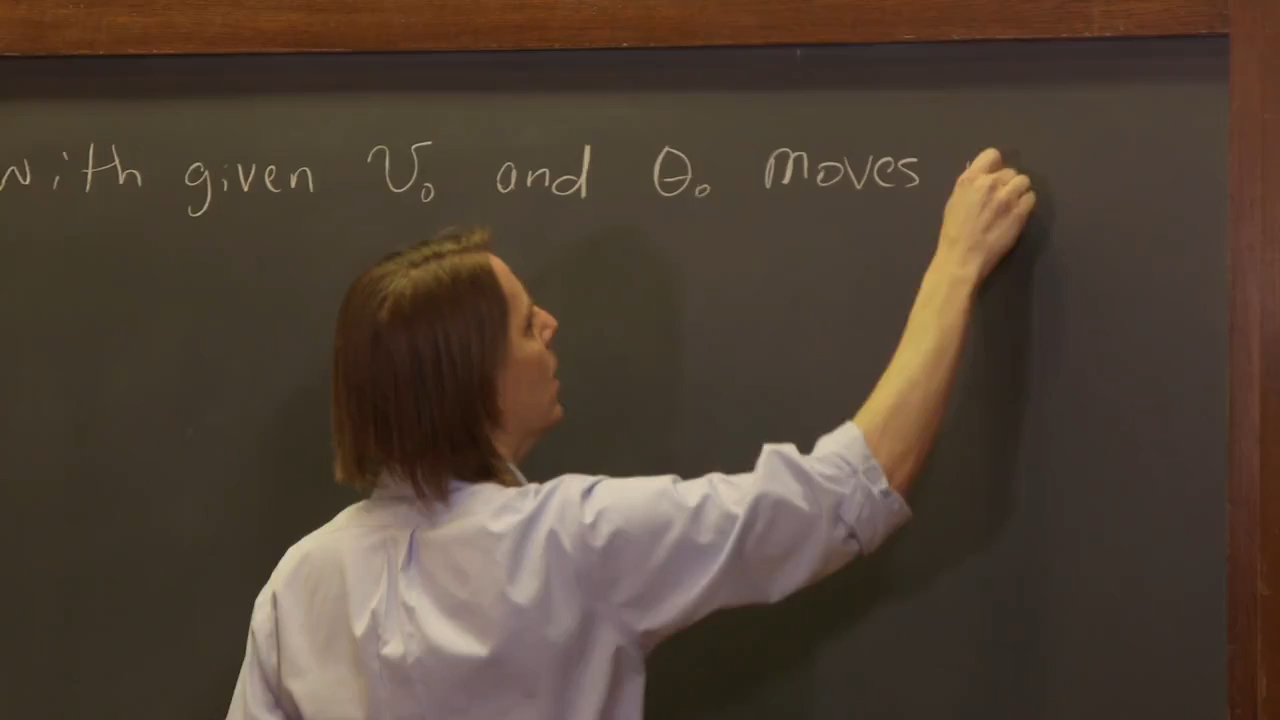 with given v₀ and θ₀ moves